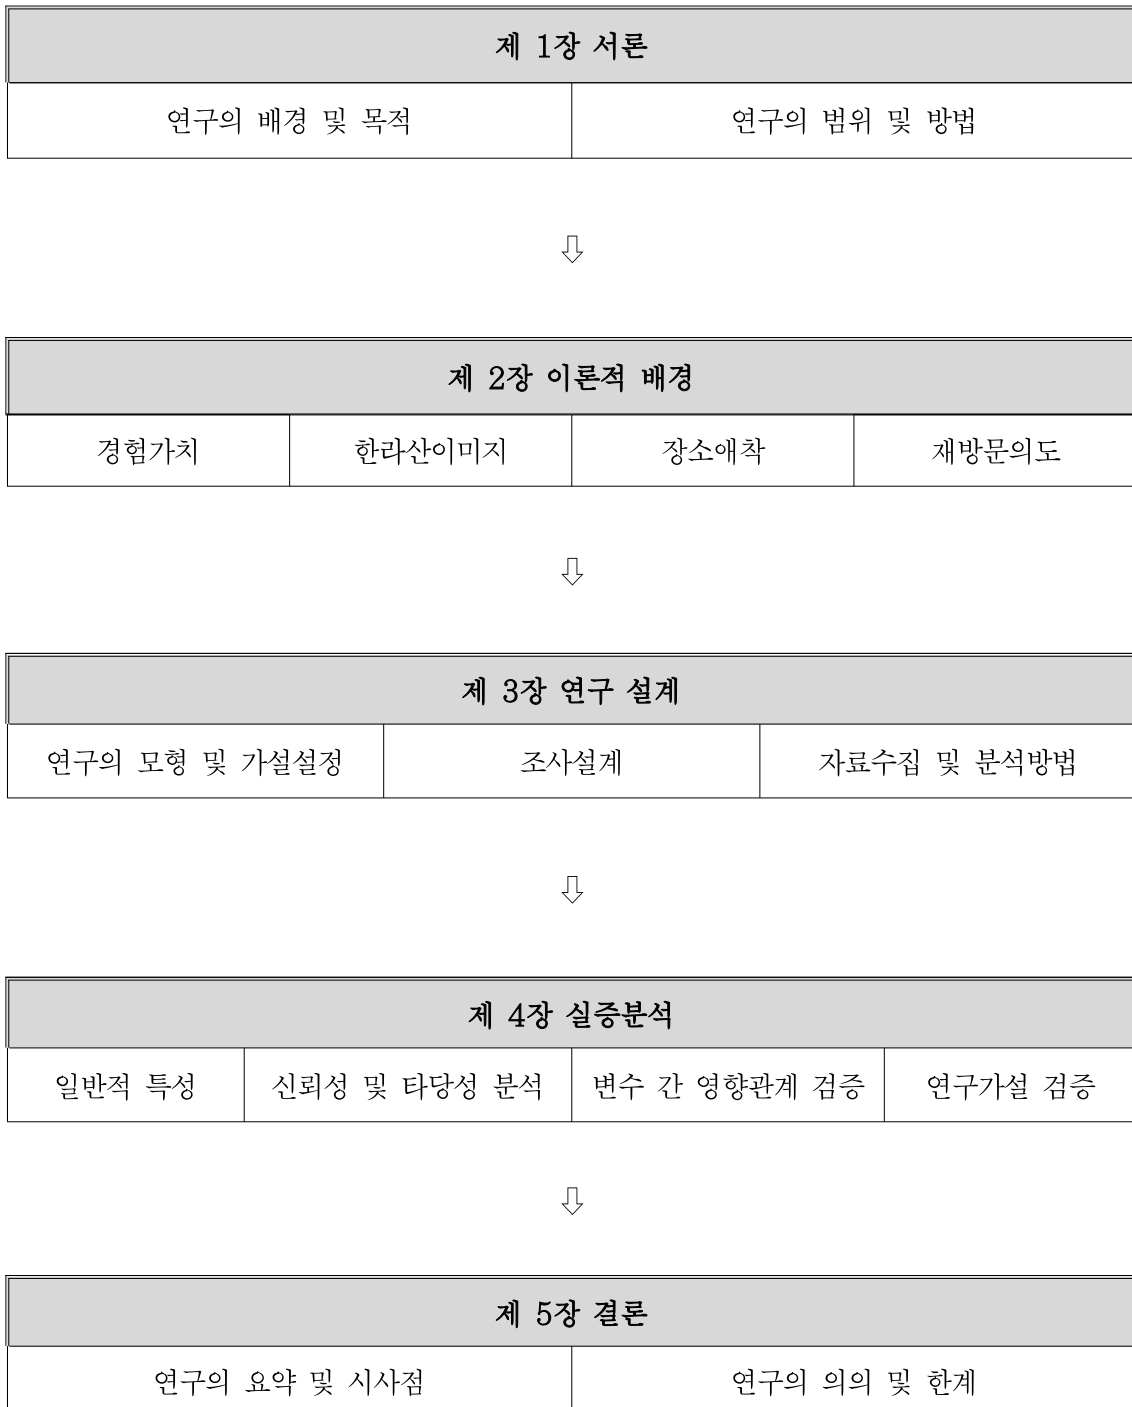 제 1장 서론
연구의 배경 및 목적 연구의 범위 및 방법
⇩
제 2장 이론적 배경
경험가치 한라산이미지 장소애착 재방문의도
⇩
제 3장 연구 설계
연구의 모형 및 가설설정 조사설계 자료수집 및 분석방법
⇩
제 4장 실증분석
일반적 특성 신뢰성 및 타당성 분석 변수 간 영향관계 검증 연구가설 검증
⇩
제 5장 결론
연구의 요약 및 시사점 연구의 의의 및 한계